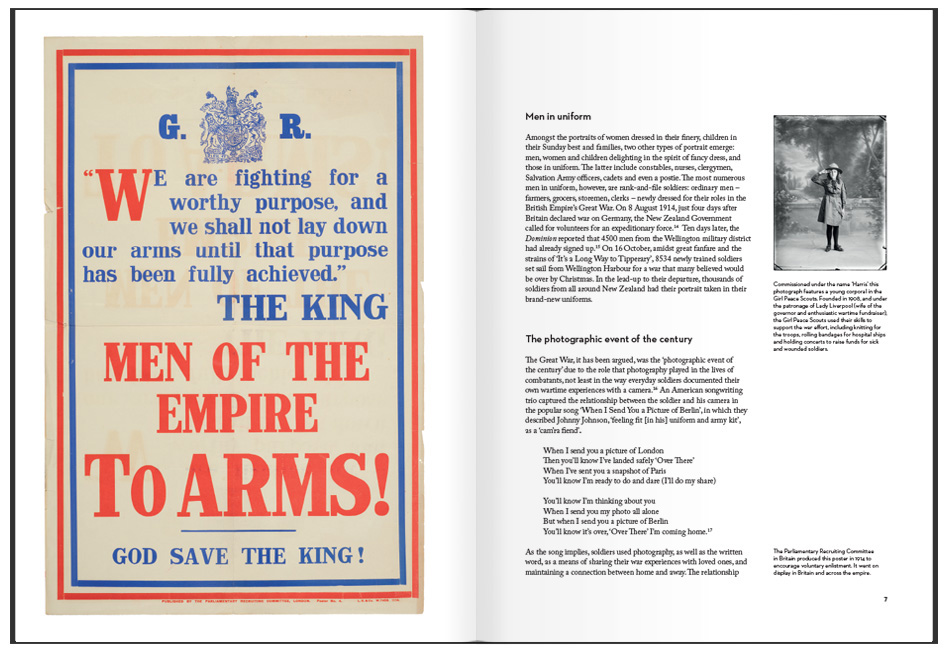 G. R.
“WE are fighting for a
worthy purpose, and
we shall not lay down
our arms until that purpose
has been fully achieved.”
THE KING
MEN OF THE
EMPIRE
To ARMS!
GOD SAVE THE KING!
PUBLISHED BY THE PARLIAMENTARY RECRUITING COMMITTEE, LONDON.
Men in uniform
Amongst the portraits of women dressed in their finery, children in
their Sunday best and families, two other types of portrait emerge:
men, women and children delighting in the spirit of fancy dress, and
those in uniform. The latter include constables, nurses, clergymen,
Salvation Army officers, cadets and even a postie. The most numerous
men in uniform, however, are rank-and-file soldiers: ordinary men –
farmers, grocers, storemen, clerks – newly dressed for their roles in the
British Empire’s Great War. On 8 August 1914, just four days after
Britain declared war on Germany, the New Zealand Government
called for volunteers for an expeditionary force.¹⁴ Ten days later, the
Dominion reported that 4500 men from the Wellington military district
had already signed up.¹⁵ On 16 October, amidst great fanfare and the
strains of ‘It’s a Long Way to Tipperary’, 8534 newly trained soldiers
set sail from Wellington Harbour for a war that many believed would
be over by Christmas. In the lead-up to their departure, thousands of
soldiers from all around New Zealand had their portrait taken in their
brand-new uniforms.
The photographic event of the century
The Great War, it has been argued, was the ‘photographic event of
the century’ due to the role that photography played in the lives of
combatants, not least in the way everyday soldiers documented their
own wartime experiences with a camera.¹⁶ An American songwriting
trio captured the relationship between the soldier and his camera in
the popular song ‘When I Send You a Picture of Berlin’, in which they
described Johnny Johnson, ‘feeling fit [in his] uniform and army kit’,
as a ‘cam’ra fiend’.
When I send you a picture of London
Then you’ll know I’ve landed safely ‘Over There’
When I’ve sent you a snapshot of Paris
You’ll know I’m ready to do and dare (I’ll do my share)
You’ll know I’m thinking about you
When I send you my photo all alone
But when I send you a picture of Berlin
You’ll know it’s over, ‘Over There’ I’m coming home.¹⁷
As the song implies, soldiers used photography, as well as the written
word, as a means of sharing their war experiences with loved ones, and
maintaining a connection between home and away. The relationship
Commissioned under the name ‘Harris’ this
photograph features a young corporal in the
Girl Peace Scouts. Founded in 1908, and under
the patronage of Lady Liverpool (wife of the
governor and enthusiastic wartime fundraiser),
the Girl Peace Scouts used their skills to
support the war effort, including knitting for
the troops, rolling bandages for hospital ships
and holding concerts to raise funds for sick
and wounded soldiers.
The Parliamentary Recruiting Committee
in Britain produced this poster in 1914 to
encourage voluntary enlistment. It went on
display in Britain and across the empire.
7